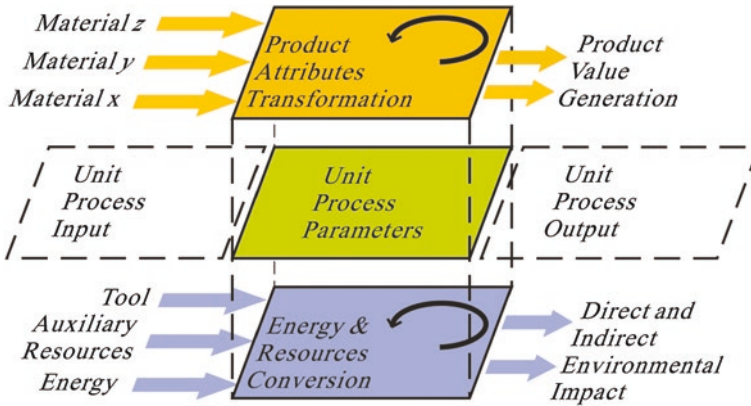 Material z
Material y
Material x
Product
Attributes
Transformation
Product
Value
Generation
Unit
Process
Input
Unit
Process
Parameters
Unit
Process
Output
Tool
Auxiliary
Resources
Energy
Energy &
Resources
Conversion
Direct and
Indirect
Environmental
Impact